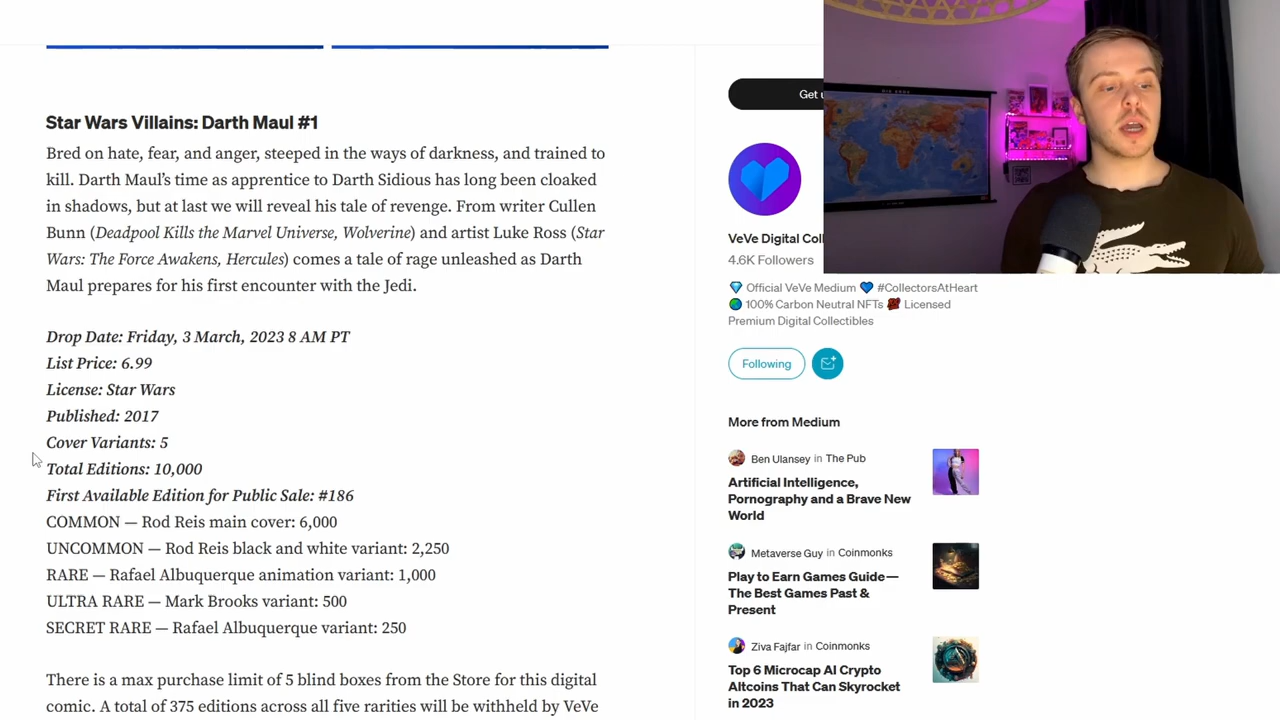 Star Wars Villains: Darth Maul #1
Bred on hate, fear, and anger, steeped in the ways of darkness, and trained to
kill. Darth Maul’s time as apprentice to Darth Sidious has long been cloaked
in shadows, but at last we will reveal his tale of revenge. From writer Cullen
Bunn (Deadpool Kills the Marvel Universe, Wolverine) and artist Luke Ross (Star
Wars: The Force Awakens, Hercules) comes a tale of rage unleashed as Darth
Maul prepares for his first encounter with the Jedi.
Drop Date: Friday, 3 March, 2023 8 AM PT
List Price: 6.99
License: Star Wars
Published: 2017
Cover Variants: 5
Total Editions: 10,000
First Available Edition for Public Sale: #186
COMMON — Rod Reis main cover: 6,000
UNCOMMON — Rod Reis black and white variant: 2,250
RARE — Rafael Albuquerque animation variant: 1,000
ULTRA RARE — Mark Brooks variant: 500
SECRET RARE — Rafael Albuquerque variant: 250
There is a max purchase limit of 5 blind boxes from the Store for this digital
comic. A total of 375 editions across all five rarities will be withheld by VeVe
Get u
VeVe Digital Coll
4.6K Followers
💎 Official VeVe Medium 💙 #CollectorsAtHeart
🌍 100% Carbon Neutral NFTs Licensed
Premium Digital Collectibles
Following
More from Medium
Ben Ulansey in The Pub
Artificial Intelligence,
Pornography and a Brave New
World
Metaverse Guy in Coinmonks
Play to Earn Games Guide—
The Best Games Past &
Present
Ziva Fajfar in Coinmonks
Top 6 Microcap AI Crypto
Altcoins That Can Skyrocket
in 2023